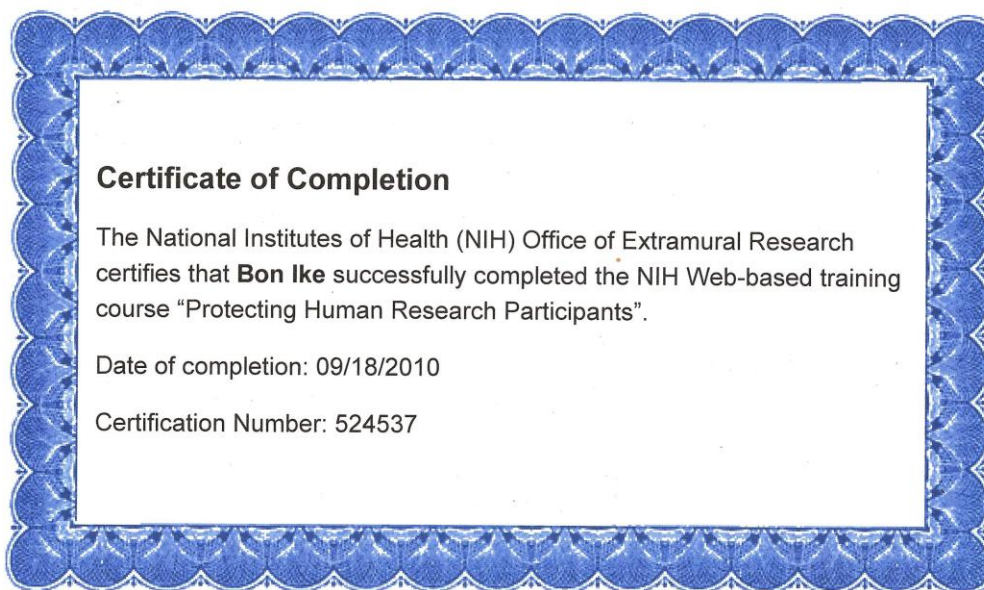 Certificate of Completion
The National Institutes of Health (NIH) Office of Extramural Research
certifies that Bon Ike successfully completed the NIH Web-based training
course “Protecting Human Research Participants”.
Date of completion: 09/18/2010
Certification Number: 524537